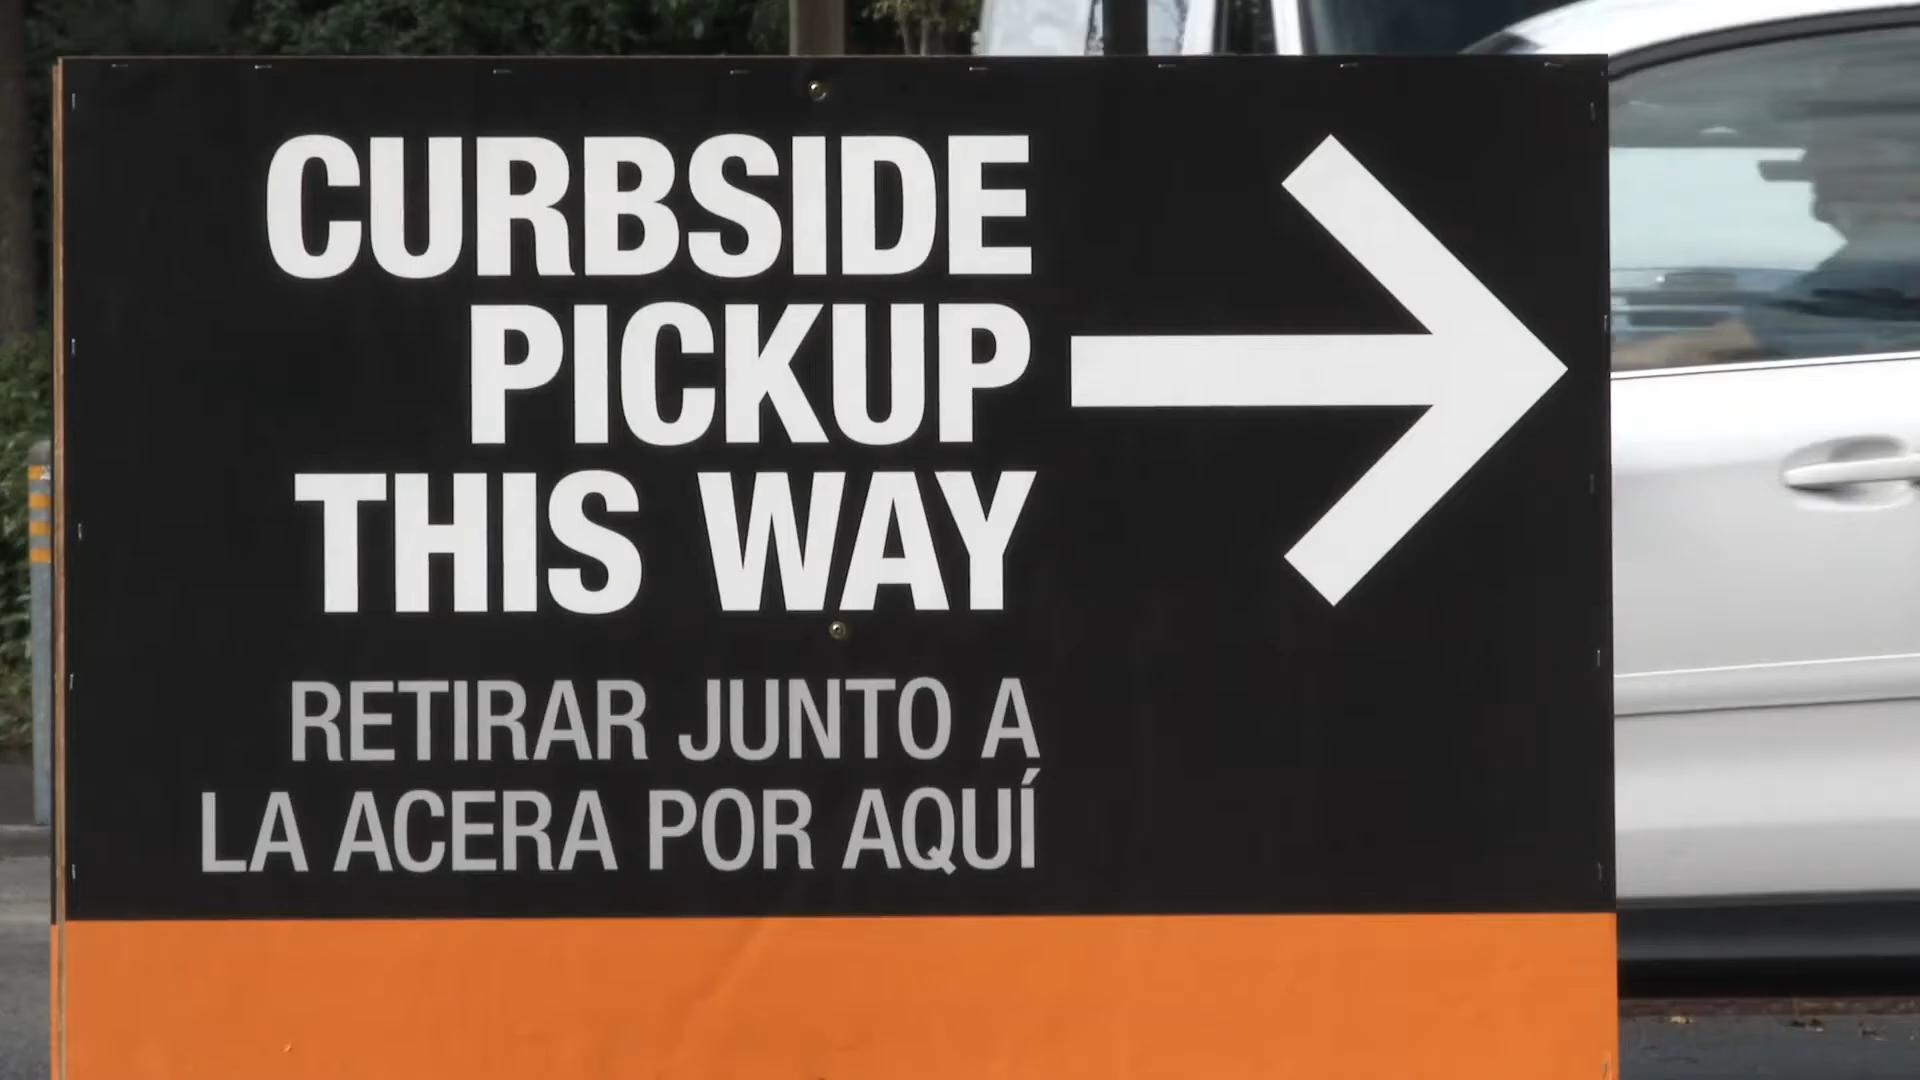 CURBSIDE
PICKUP
THIS WAY
RETIRAR JUNTO A
LA ACERA POR AQUÍ